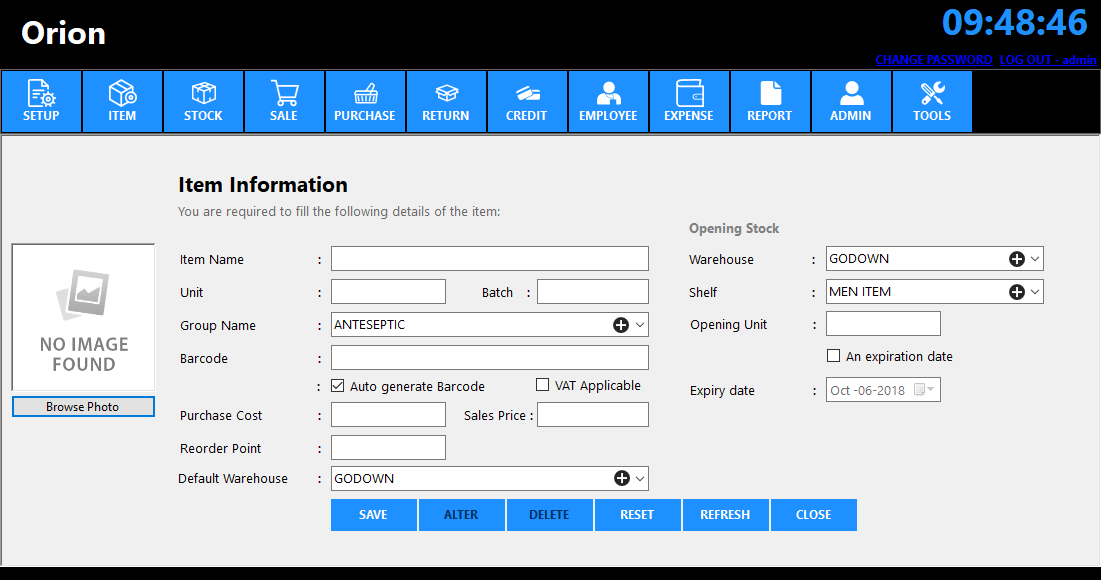 Orion
09:48:46
CHANGE PASSWORD LOG OUT - admin
SETUP ITEM STOCK SALE PURCHASE RETURN CREDIT EMPLOYEE EXPENSE REPORT ADMIN TOOLS
Item Information
You are required to fill the following details of the item:
NO IMAGE
FOUND
Browse Photo
Item Name :
Unit : Batch :
Group Name : ANTESEPTIC
Barcode :
: Auto generate Barcode VAT Applicable
Purchase Cost : Sales Price :
Reorder Point :
Default Warehouse : GODOWN
Opening Stock
Warehouse : GODOWN
Shelf : MEN ITEM
Opening Unit :
An expiration date
Expiry date : Oct -06-2018
SAVE ALTER DELETE RESET REFRESH CLOSE